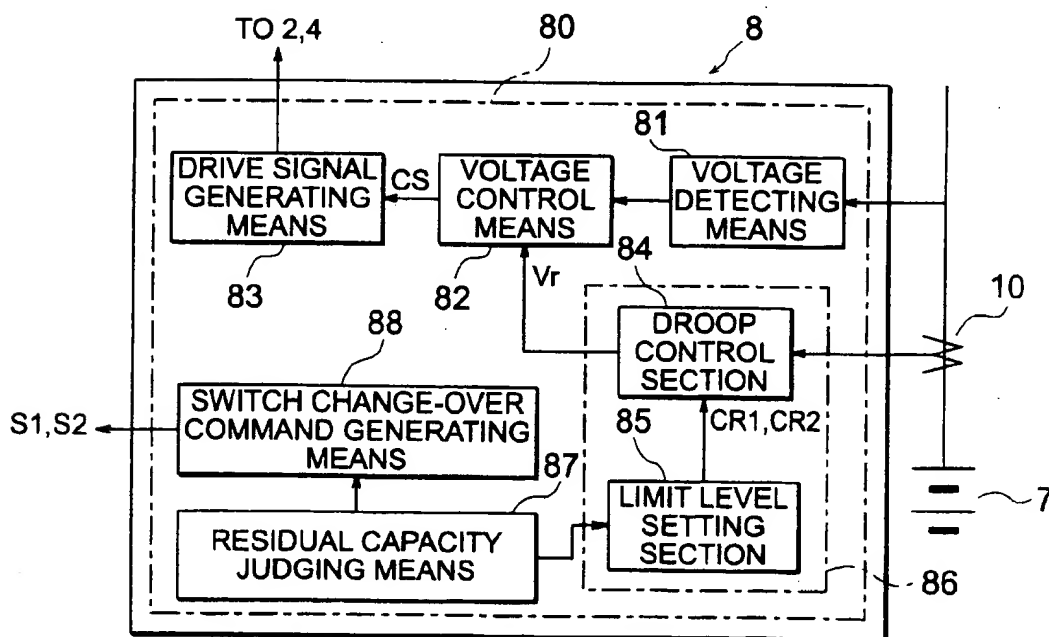 TO 2,4
80
8
81
DRIVE SIGNAL
GENERATING
MEANS
CS
VOLTAGE
CONTROL
MEANS
VOLTAGE
DETECTING
MEANS
83
82
Vr
84
DROOP
CONTROL
SECTION
10
88
SWITCH CHANGE-OVER
COMMAND GENERATING
MEANS
S1,S2
85
CR1,CR2
87
RESIDUAL CAPACITY
JUDGING MEANS
LIMIT LEVEL
SETTING
SECTION
7
86